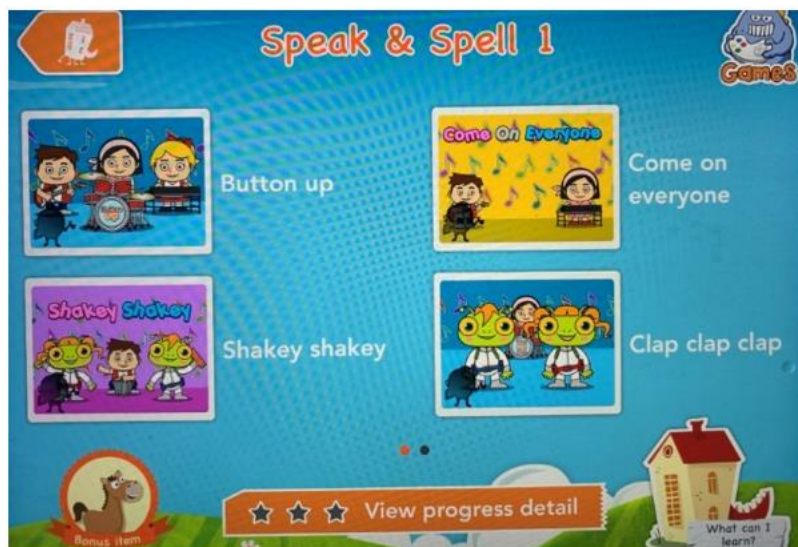 Speak & Spell 1
Games
Button up
Come On Everyone
Come on
everyone
Shakey Shakey
Shakey shakey
Clap clap clap
Bonus item
View progress detail
What can I
learn?